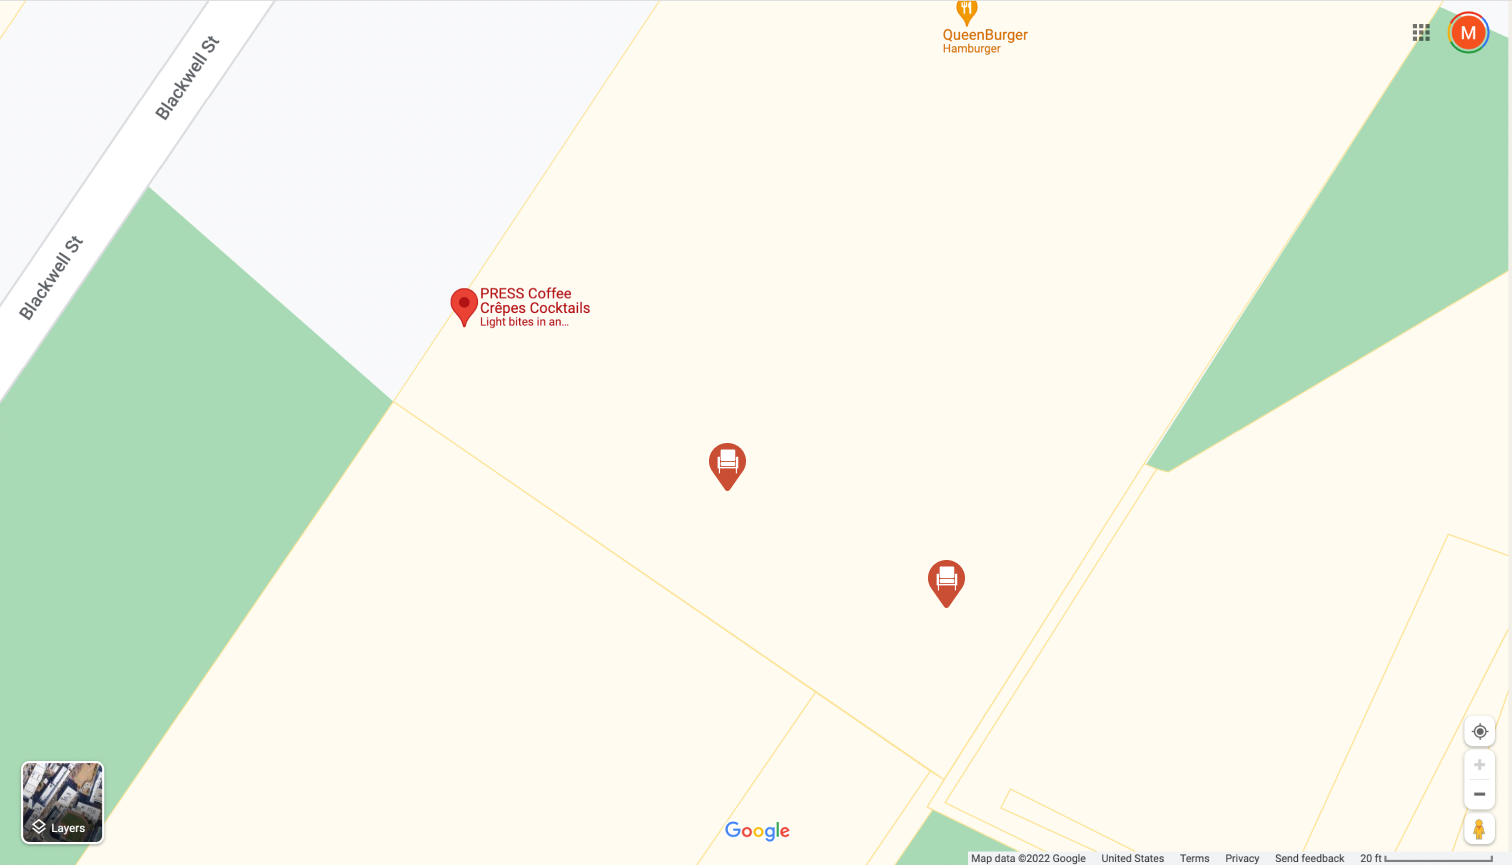 QueenBurger
Hamburger
M
Blackwell St
Blackwell St
PRESS Coffee
Crêpes Cocktails
Light bites in an...
Layers
Google
Map data ©2022 Google United States Terms Privacy Send feedback 20 ft